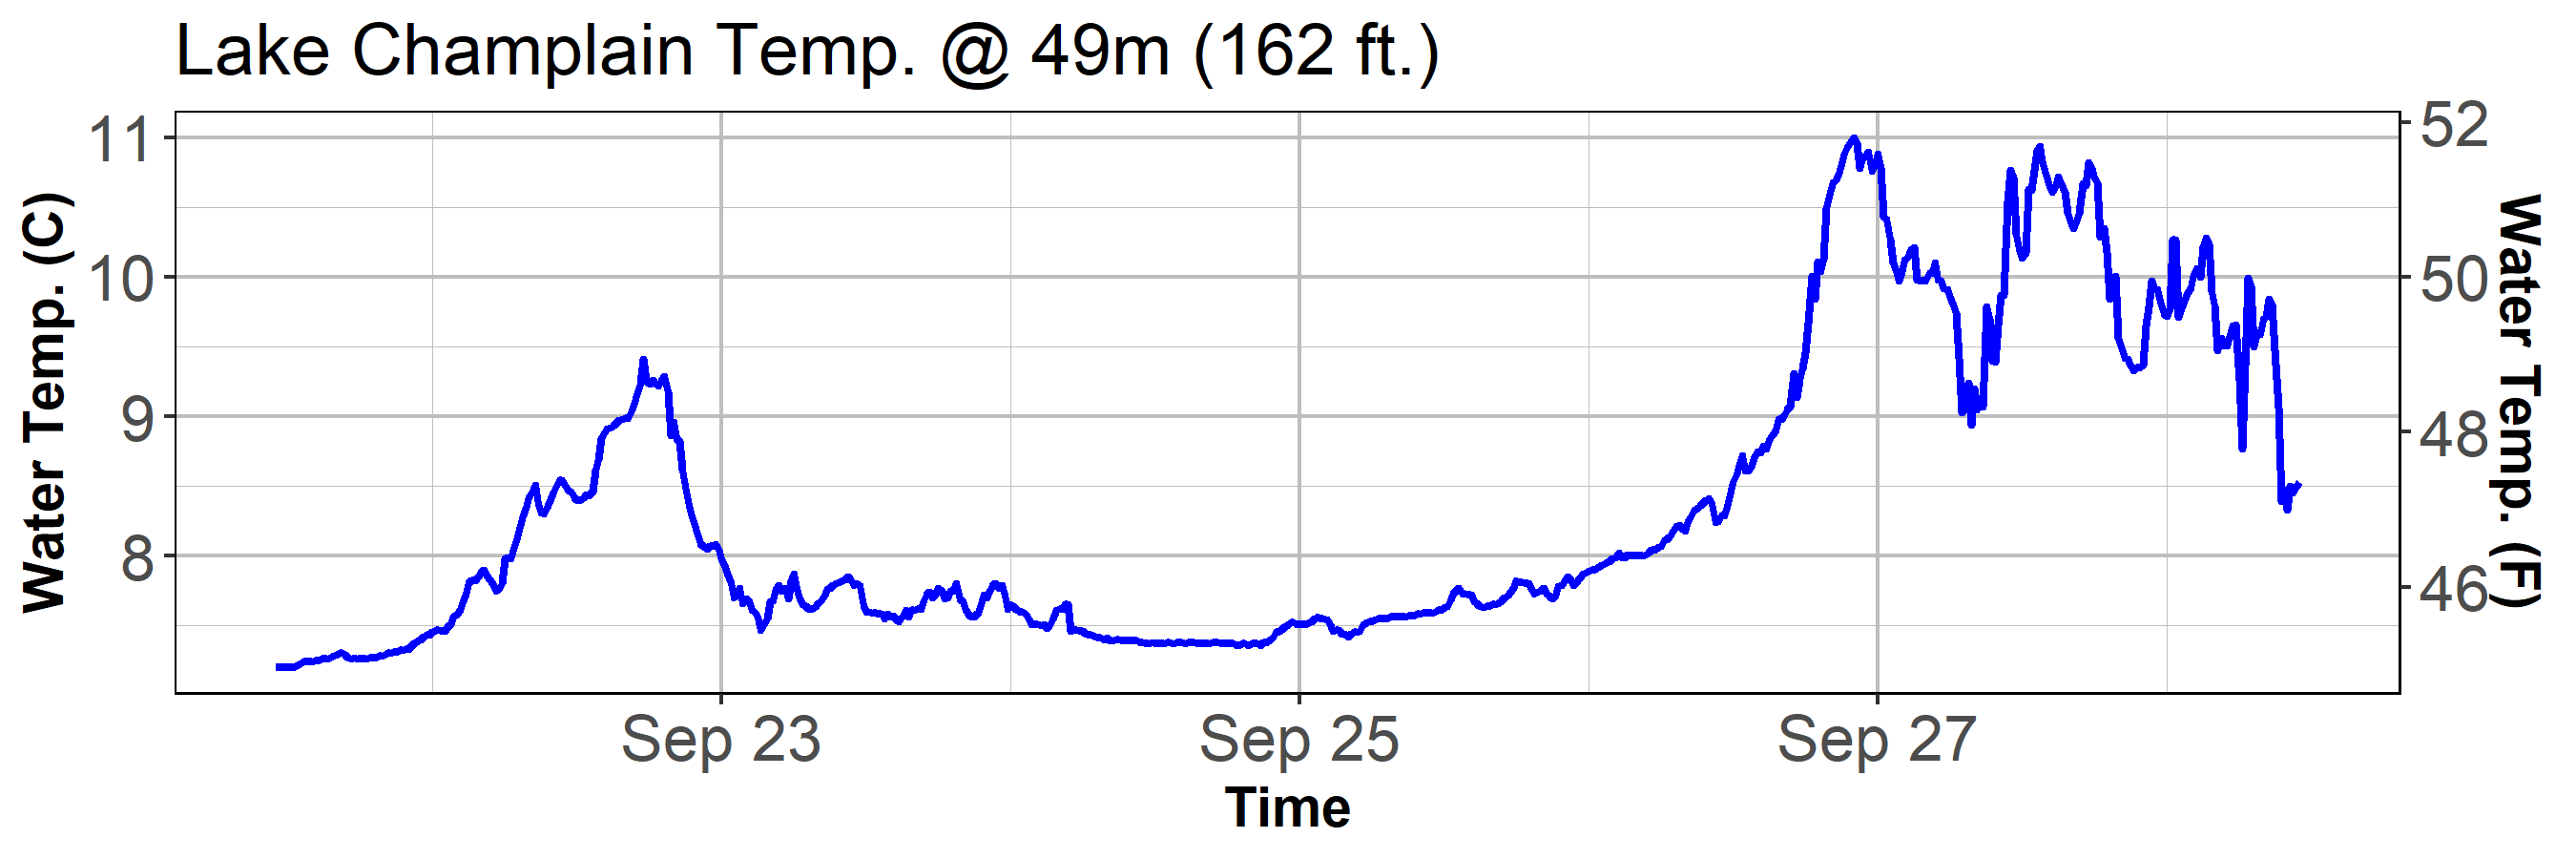 Lake Champlain Temp. @ 49m (162 ft.)
11
10
9
8
Water Temp. (C)
52
50
48
46
Water Temp. (F)
Sep 23
Sep 25
Sep 27
Time